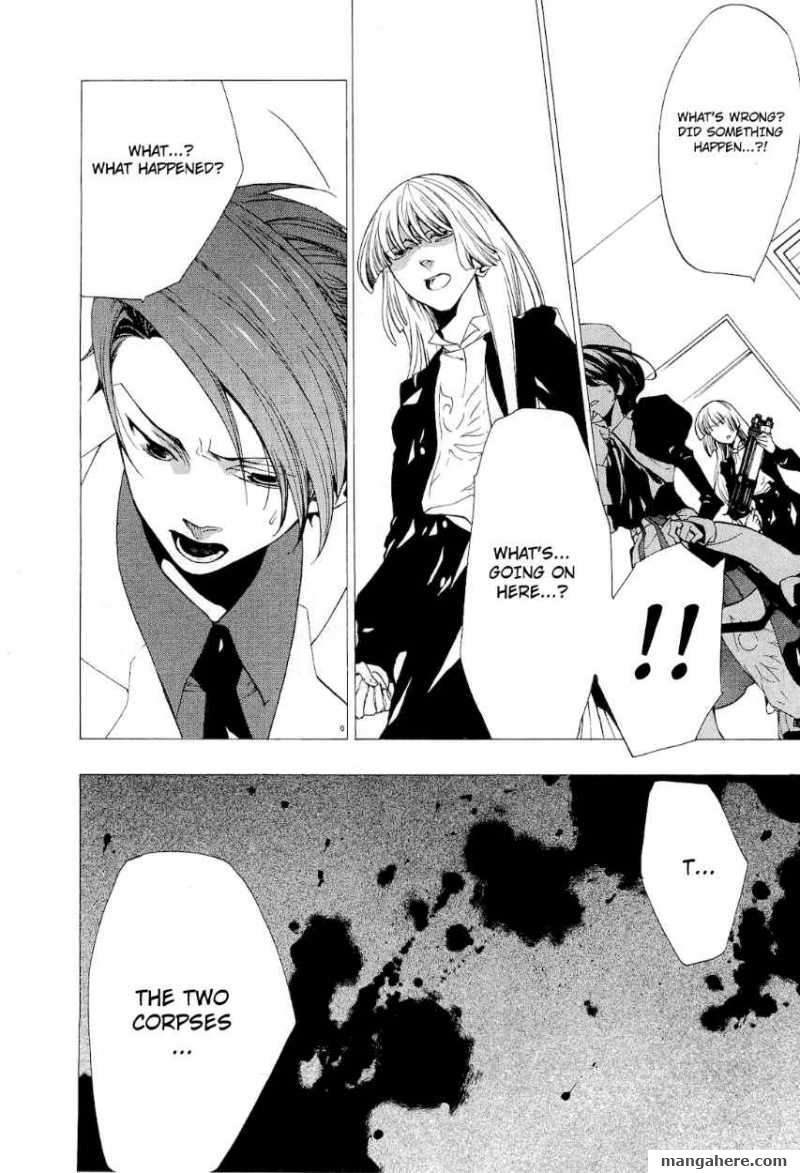 WHAT'S WRONG?
DID SOMETHING
HAPPEN...?!
!!
WHAT'S...
GOING ON
HERE...?
WHAT...?
WHAT HAPPENED?
T...
THE TWO
CORPSES
...
mangahere.com